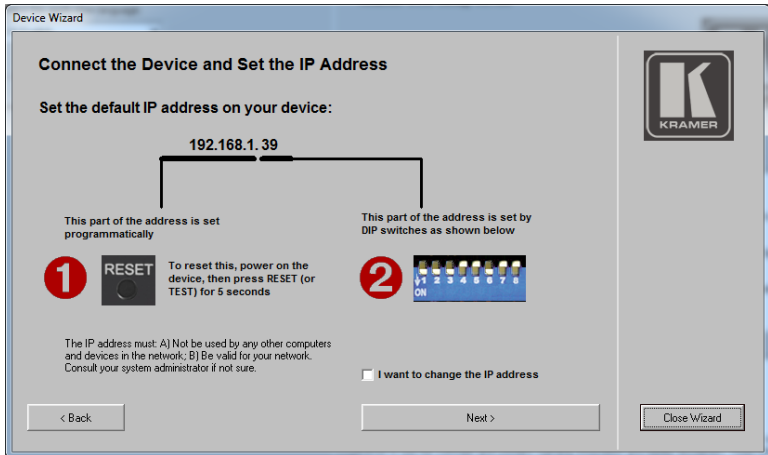 Device Wizard
Connect the Device and Set the IP Address
Set the default IP address on your device:
192.168.1. 39
This part of the address is set
programmatically
1
RESET
To reset this, power on the
device, then press RESET (or
TEST) for 5 seconds
This part of the address is set by
DIP switches as shown below
2
1 2 3 4 5 6 7 8
ON
The IP address must: A) Not be used by any other computers
and devices in the network; B) Be valid for your network.
Consult your system administrator if not sure.
I want to change the IP address
< Back
Next >
KRAMER
Close Wizard